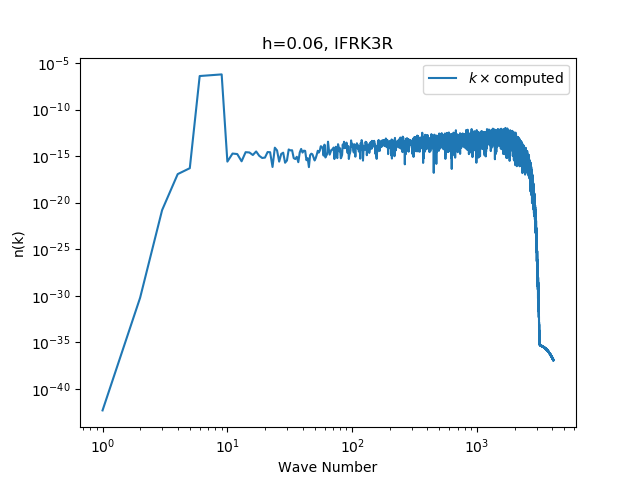 h=0.06, IFRK3R
k × computed
n(k)
10⁻⁵
10⁻¹⁰
10⁻¹⁵
10⁻²⁰
10⁻²⁵
10⁻³⁰
10⁻³⁵
10⁻⁴⁰
10⁰ 10¹ 10² 10³
Wave Number